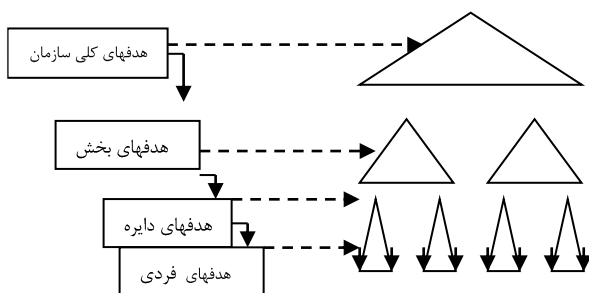 هدفهای کلی سازمان
هدفهای بخش
هدفهای دایره
هدفهای فردی